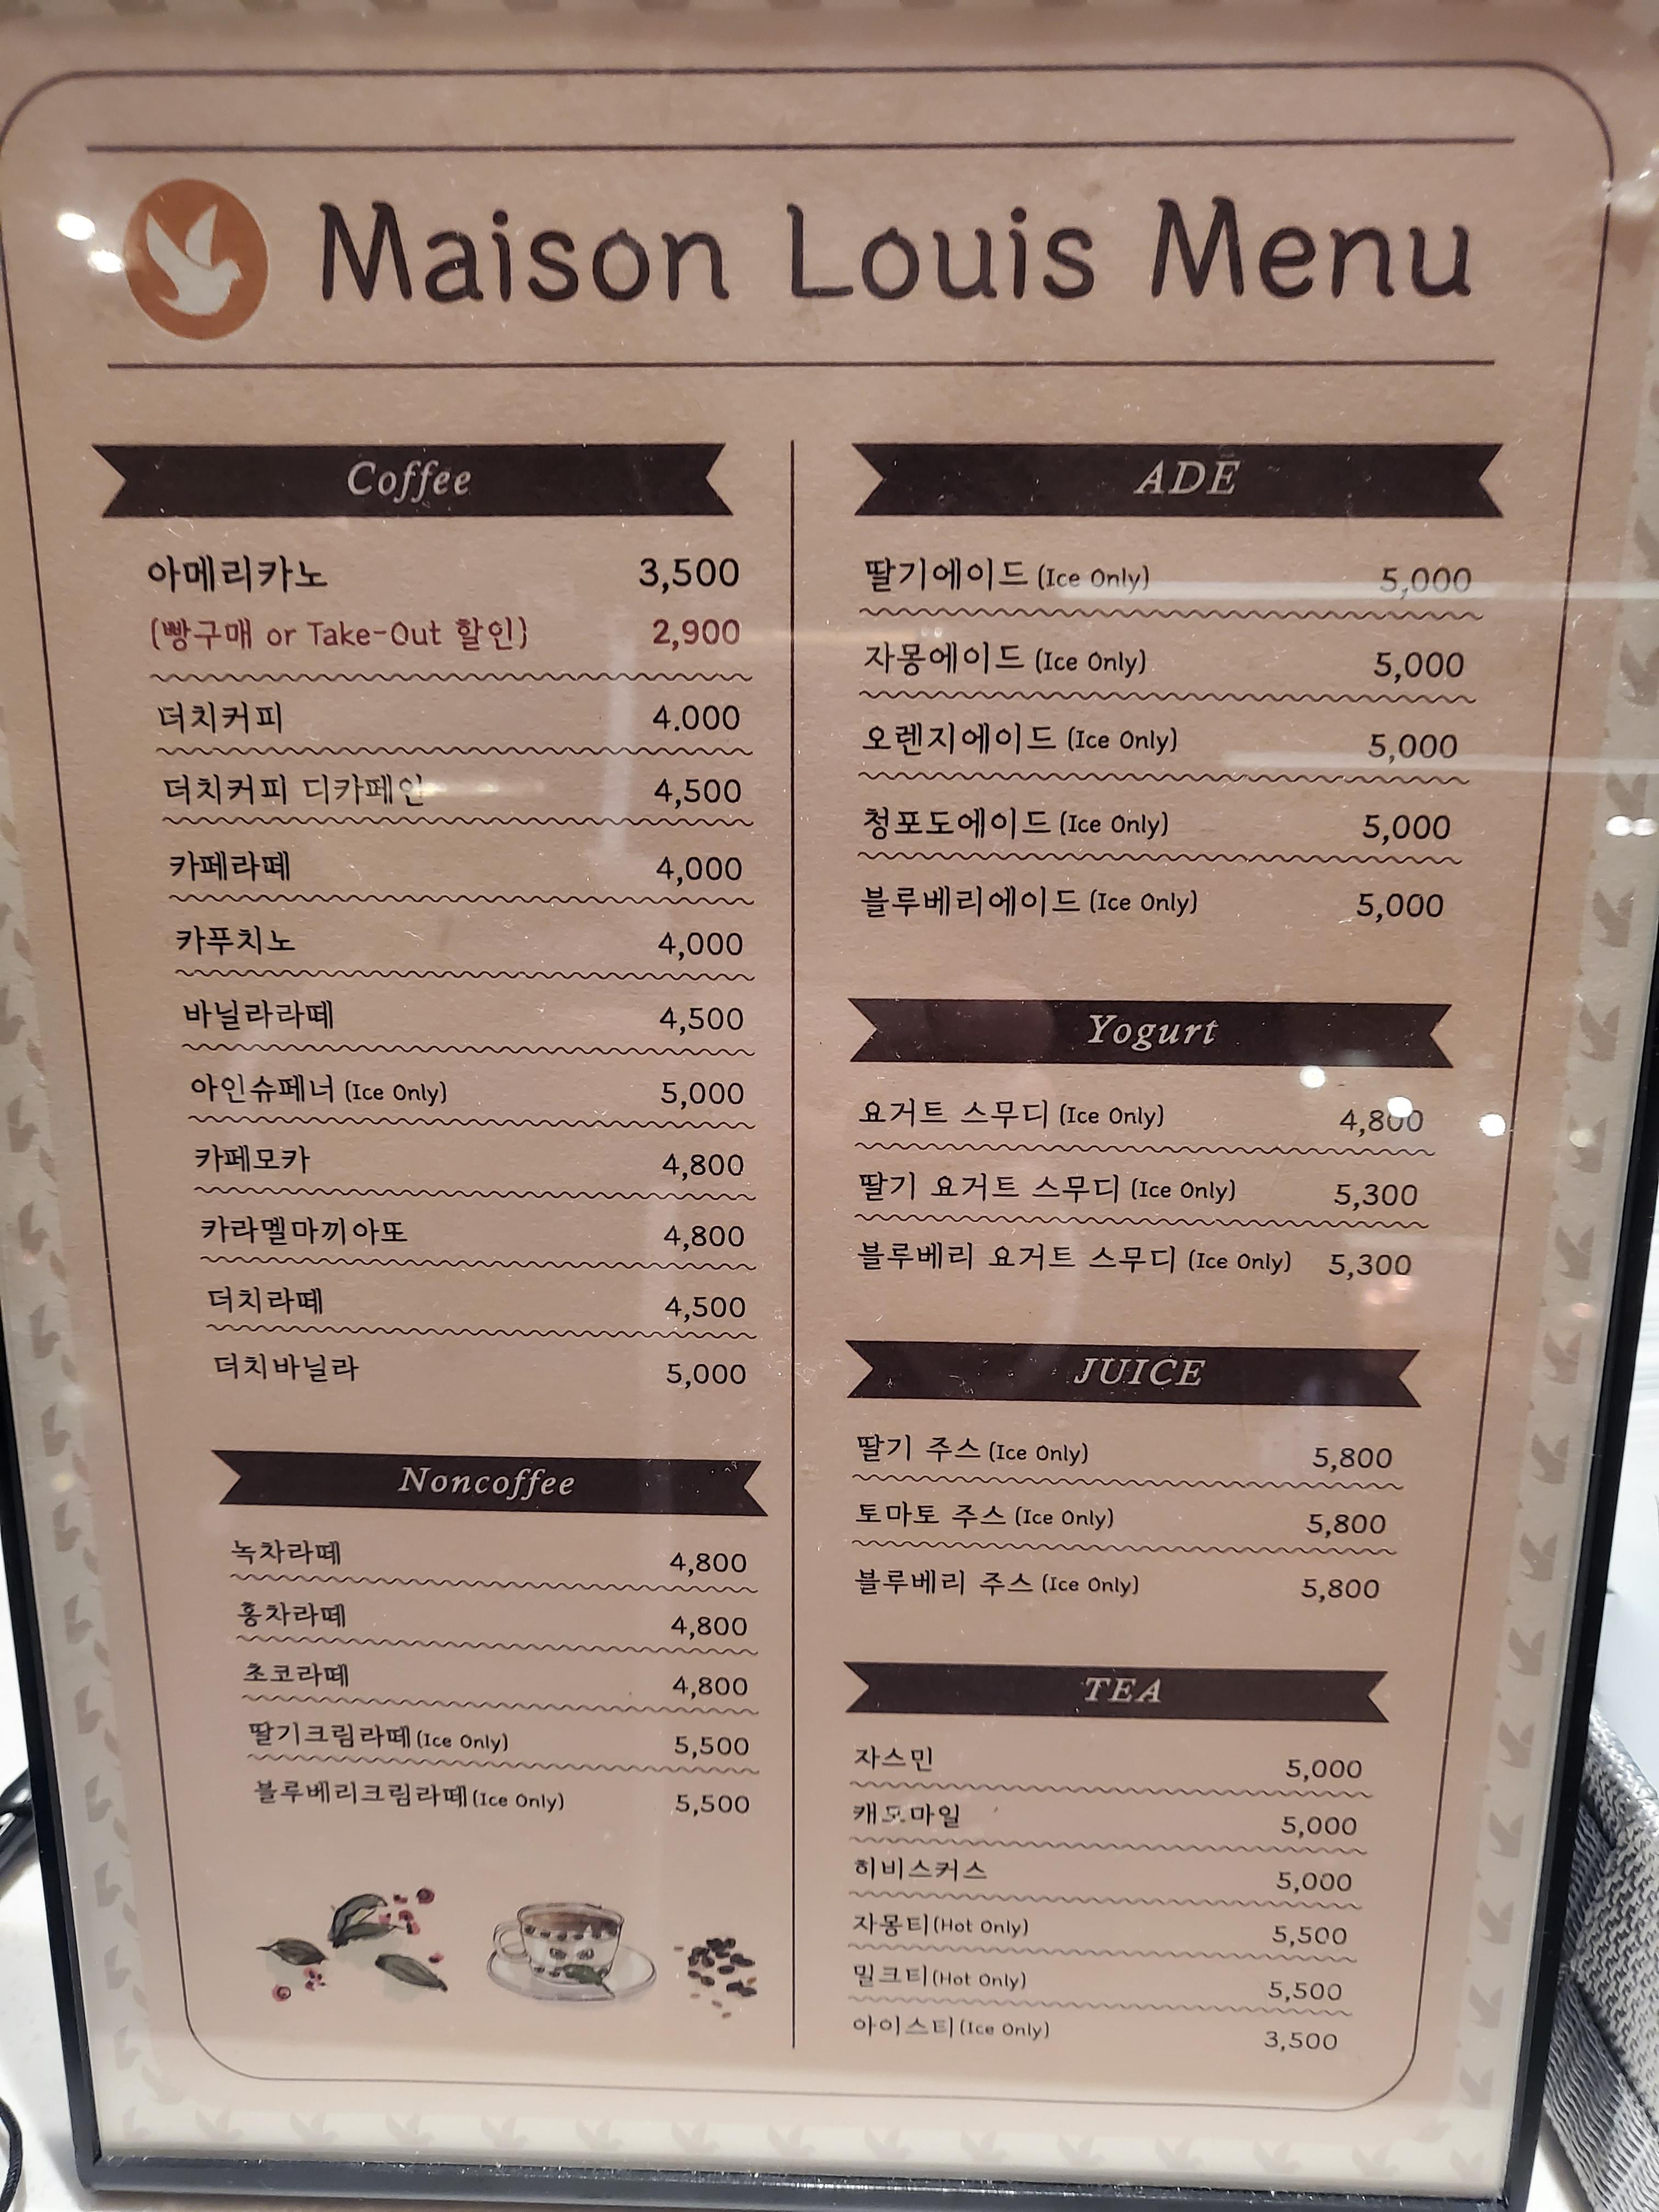 Maison Louis Menu
Coffee
아메리카노 3,500
(빵구매 or Take-Out 할인) 2,900
더치커피 4.000
더치커피 디카페인 4,500
카페라떼 4,000
카푸치노 4,000
바닐라라떼 4,500
아인슈페너 (Ice Only) 5,000
카페모카 4,800
카라멜마끼아또 4,800
더치라떼 4,500
더치바닐라 5,000
Noncoffee
녹차라떼 4,800
홍차라떼 4,800
초코라떼 4,800
딸기크림라떼(Ice Only) 5,500
블루베리크림라떼(Ice Only) 5,500
ADE
딸기에이드 (Ice Only) 5,000
자몽에이드 (Ice Only) 5,000
오렌지에이드 (Ice Only) 5,000
청포도에이드 (Ice Only) 5,000
블루베리에이드 (Ice Only) 5,000
Yogurt
요거트 스무디 (Ice Only) 4,800
딸기 요거트 스무디 (Ice Only) 5,300
블루베리 요거트 스무디 (Ice Only) 5,300
JUICE
딸기 주스 (Ice Only) 5,800
토마토 주스 (Ice Only) 5,800
블루베리 주스 (Ice Only) 5,800
TEA
자스민 5,000
캐모마일 5,000
히비스커스 5,000
자몽티(Hot Only) 5,500
밀크티(Hot Only) 5,500
아이스티(Ice Only) 3,500